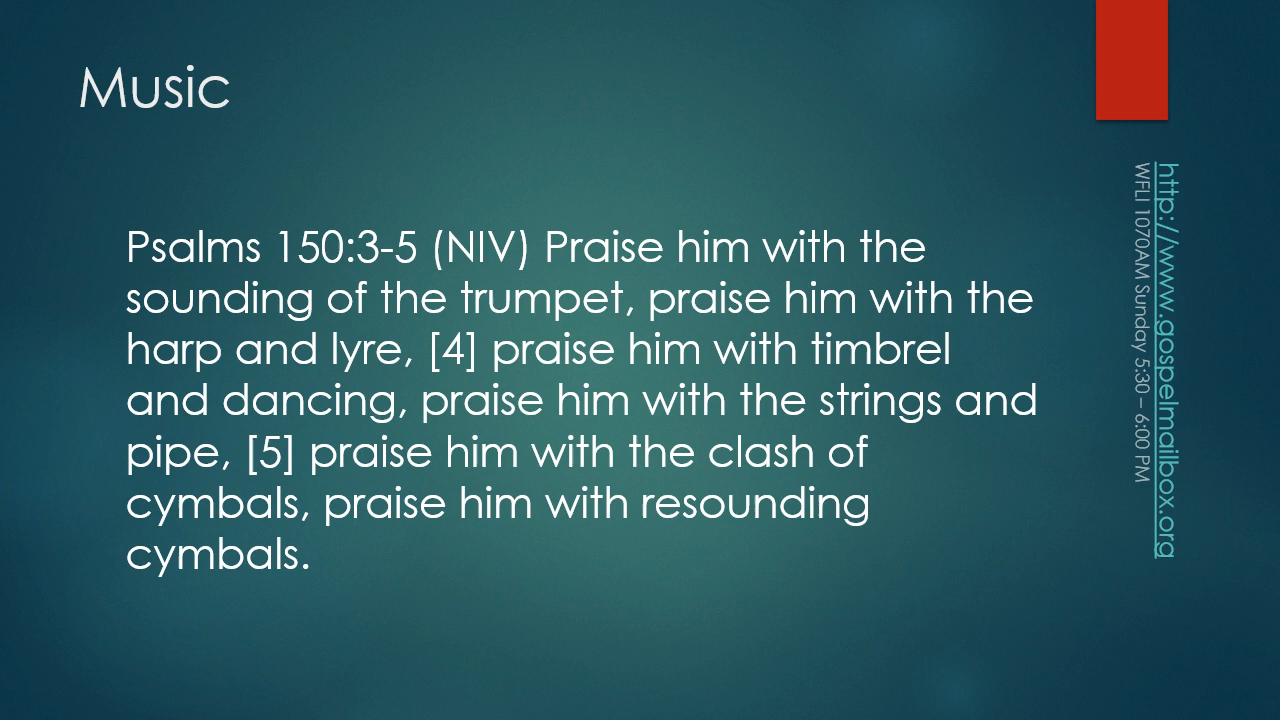 Music
Psalms 150:3-5 (NIV) Praise him with the
sounding of the trumpet, praise him with the
harp and lyre, [4] praise him with timbrel
and dancing, praise him with the strings and
pipe, [5] praise him with the clash of
cymbals, praise him with resounding
cymbals.
http://www.gospelmailbox.org
WFLI 1070AM Sunday 5:30 – 6:00 PM